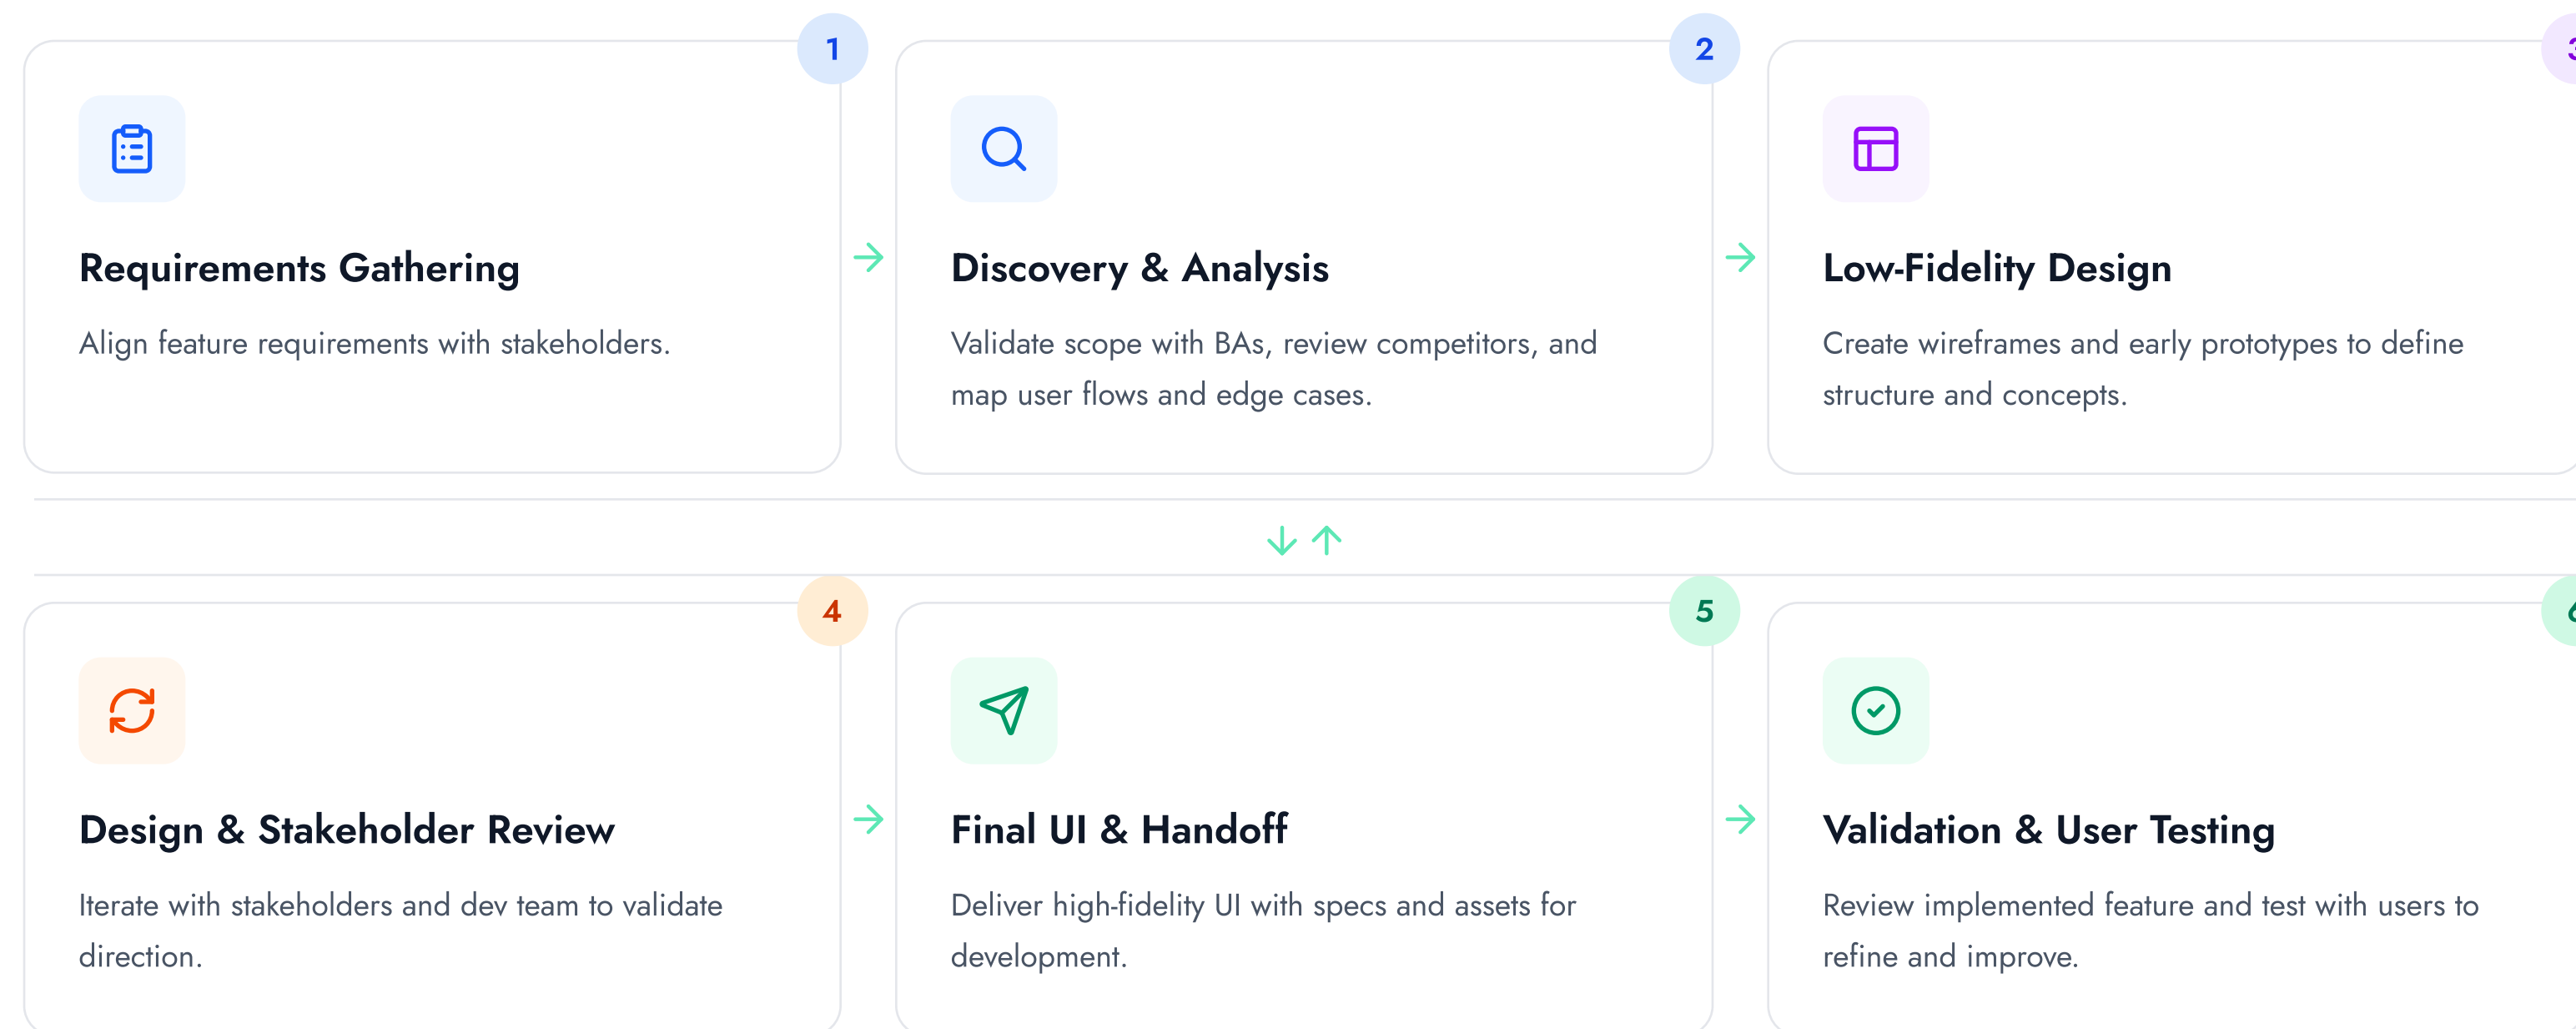 1
Requirements Gathering
Align feature requirements with stakeholders.
2
Discovery & Analysis
Validate scope with BAs, review competitors, and
map user flows and edge cases.
3
Low-Fidelity Design
Create wireframes and early prototypes to define
structure and concepts.
4
Design & Stakeholder Review
Iterate with stakeholders and dev team to validate
direction.
5
Final UI & Handoff
Deliver high-fidelity UI with specs and assets for
development.
6
Validation & User Testing
Review implemented feature and test with users to
refine and improve.